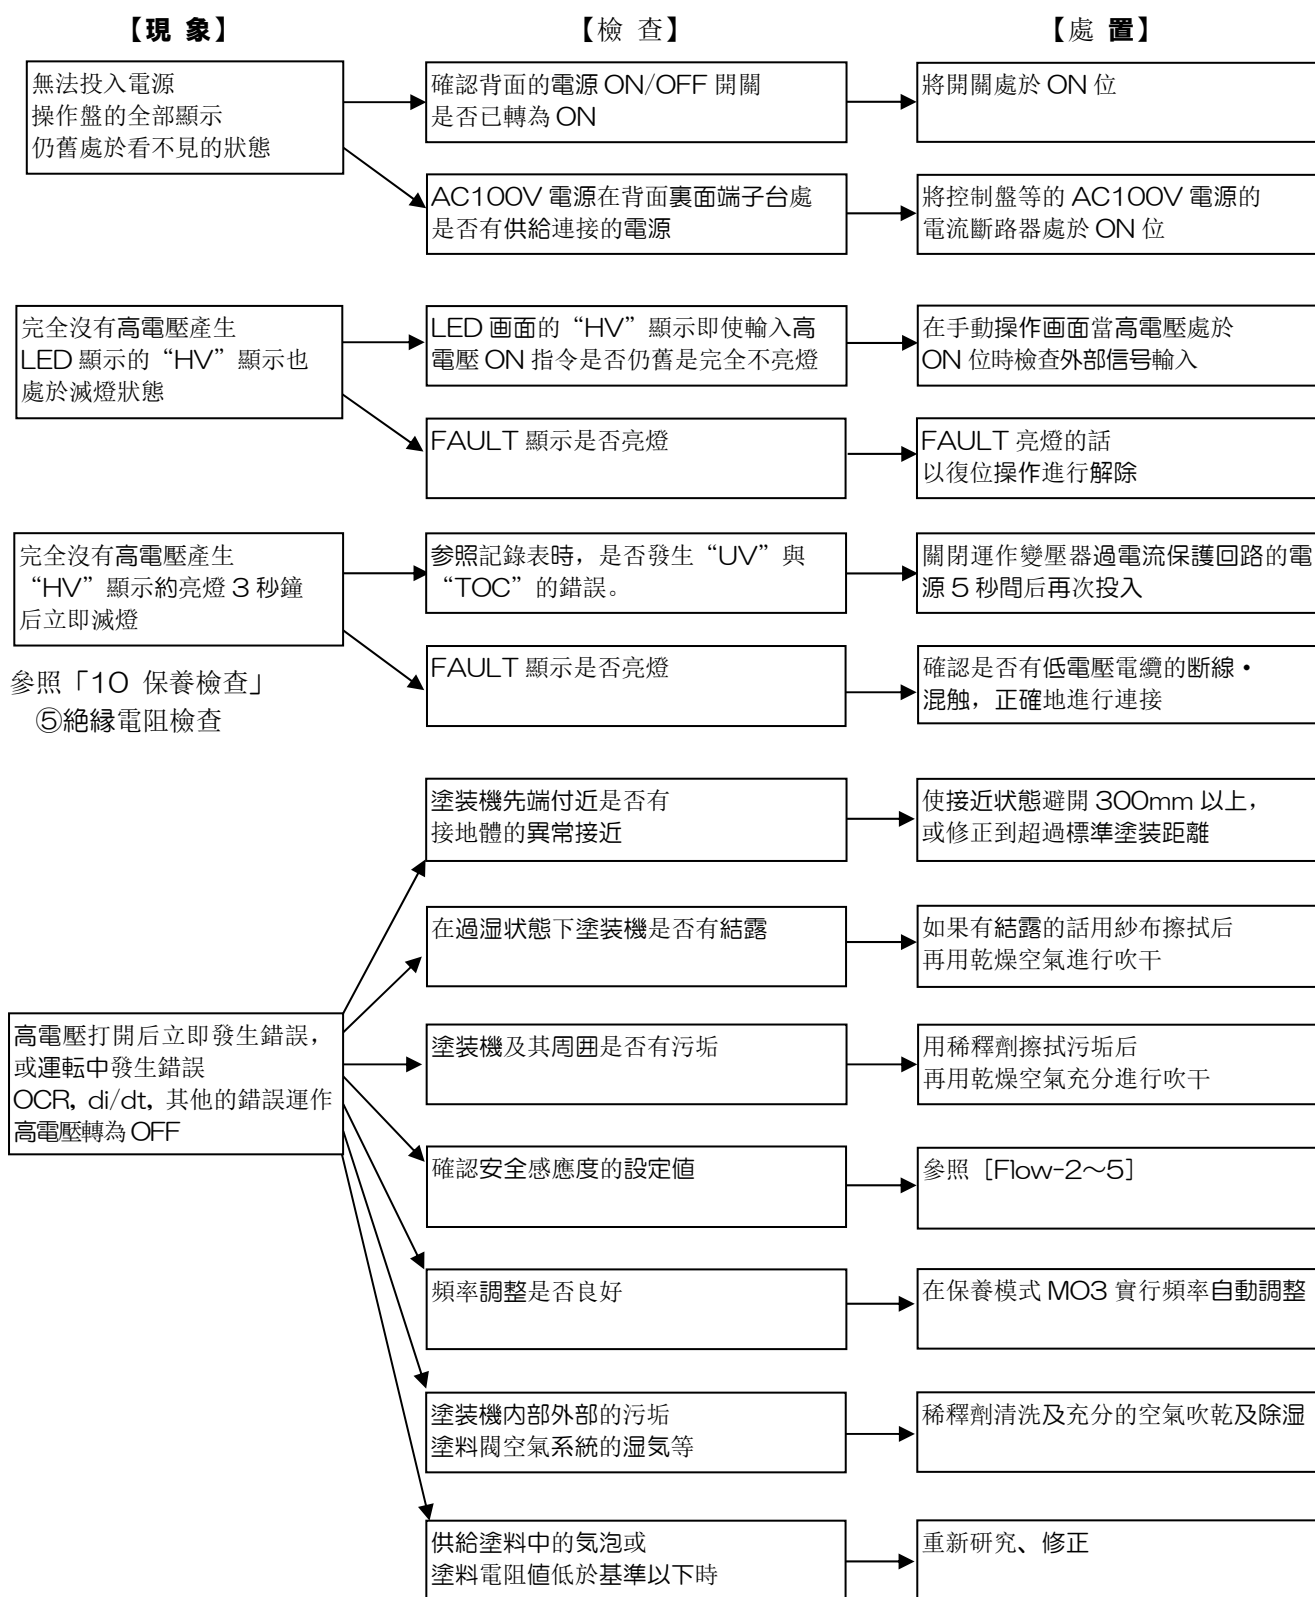 【現 象】
【檢 查】
【處 置】
無法投入電源
操作盤的全部顯示
仍舊處於看不見的狀態
確認背面的電源 ON/OFF 開關
是否已轉為 ON
將開關處於 ON 位
AC100V 電源在背面裏面端子台處
是否有供給連接的電源
將控制盤等的 AC100V 電源的
電流斷路器處於 ON 位
完全沒有高電壓產生
LED 顯示的“HV”顯示也
處於滅燈狀態
LED 画面的“HV”顯示即使輸入高
電壓 ON 指令是否仍舊是完全不亮燈
在手動操作画面當高電壓處於
ON 位時檢查外部信号輸入
FAULT 顯示是否亮燈
FAULT 亮燈的話
以復位操作進行解除
完全沒有高電壓產生
“HV”顯示約亮燈 3 秒鐘
后立即滅燈
参照記錄表時，是否發生“UV”與
“TOC”的錯誤。
關閉運作變壓器過電流保護回路的電
源 5 秒間后再次投入
FAULT 顯示是否亮燈
確認是否有低電壓電纜的断線・
混触，正確地進行連接
參照「10 保養檢查」
⑤絶縁電阻檢查
塗装機先端付近是否有
接地體的異常接近
使接近状態避開 300mm 以上，
或修正到超過標準塗装距離
在過湿状態下塗装機是否有結露
如果有結露的話用紗布擦拭后
再用乾燥空氣進行吹干
高電壓打開后立即發生錯誤，
或運転中發生錯誤
OCR, di/dt, 其他的錯誤運作
高電壓轉為 OFF
塗装機及其周囲是否有污垢
用稀釋劑擦拭污垢后
再用乾燥空氣充分進行吹干
確認安全感應度的設定值
參照［Flow-2～5］
頻率調整是否良好
在保養模式 MO3 實行頻率自動調整
塗装機内部外部的污垢
塗料閥空氣系統的湿気等
稀釋劑清洗及充分的空氣吹乾及除湿
供給塗料中的気泡或
塗料電阻值低於基準以下時
重新研究、修正